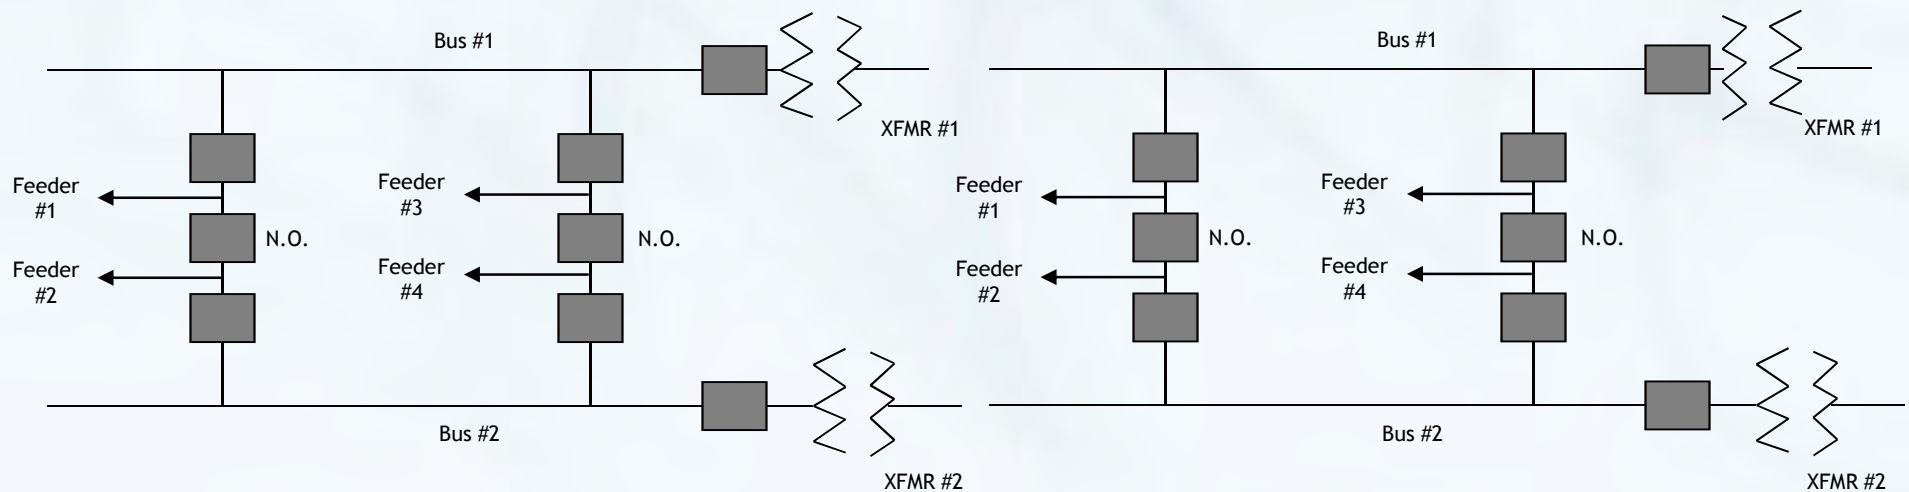 Bus #1
XFMR #1
Feeder
#1
Feeder
#3
N.O.
N.O.
Feeder
#2
Feeder
#4
Bus #2
XFMR #2
Bus #1
XFMR #1
Feeder
#1
Feeder
#3
N.O.
N.O.
Feeder
#2
Feeder
#4
Bus #2
XFMR #2